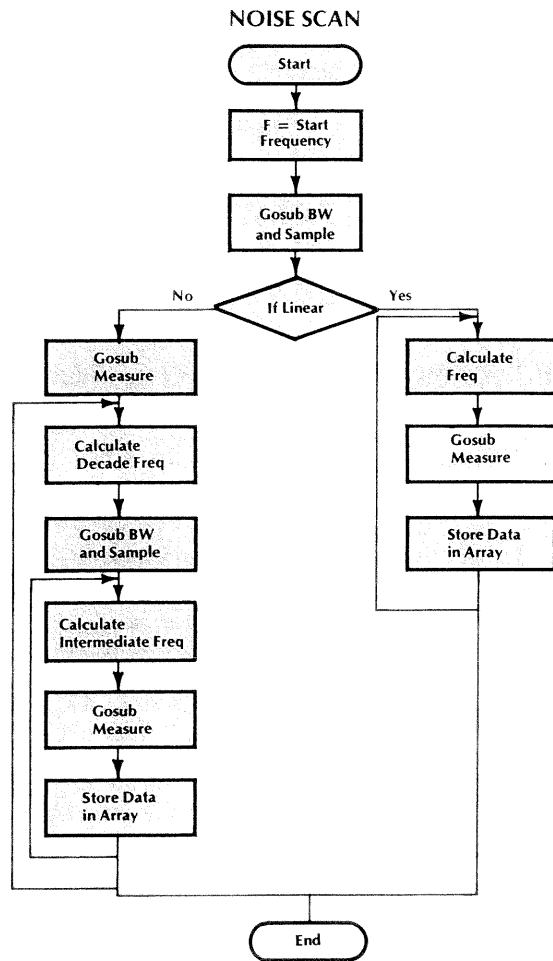 NOISE SCAN
Start
F = Start
Frequency
Gosub BW
and Sample
If Linear
No
Yes
Gosub
Measure
Calculate
Decade Freq
Gosub BW
and Sample
Calculate
Intermediate Freq
Gosub
Measure
Store Data
in Array
Calculate
Freq
Gosub
Measure
Store Data
in Array
End